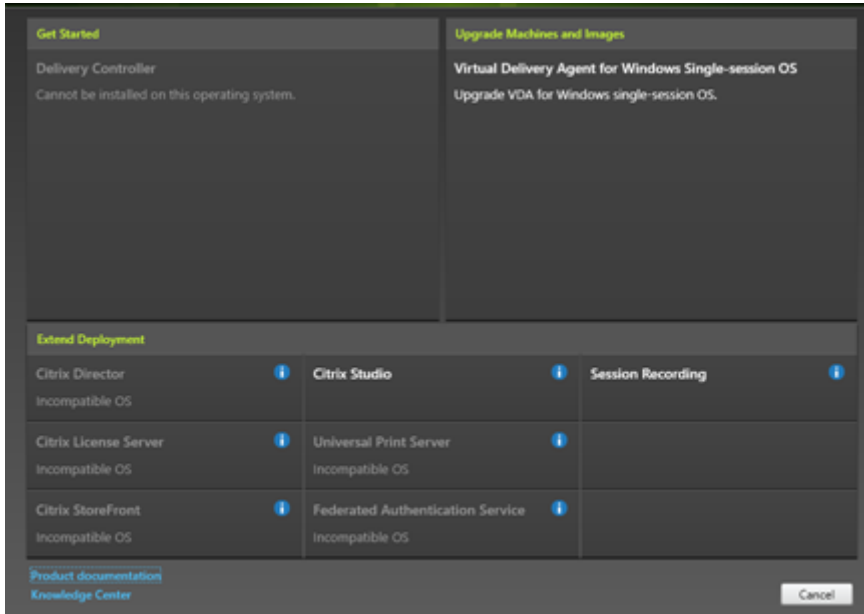 Get Started
Delivery Controller
Cannot be installed on this operating system.
Upgrade Machines and Images
Virtual Delivery Agent for Windows Single-session OS
Upgrade VDA for Windows single-session OS.
Extend Deployment
Citrix Director
Incompatible OS
Citrix Studio
Session Recording
Citrix License Server
Incompatible OS
Universal Print Server
Incompatible OS
Citrix StoreFront
Incompatible OS
Federated Authentication Service
Incompatible OS
Product documentation
Knowledge Center
Cancel